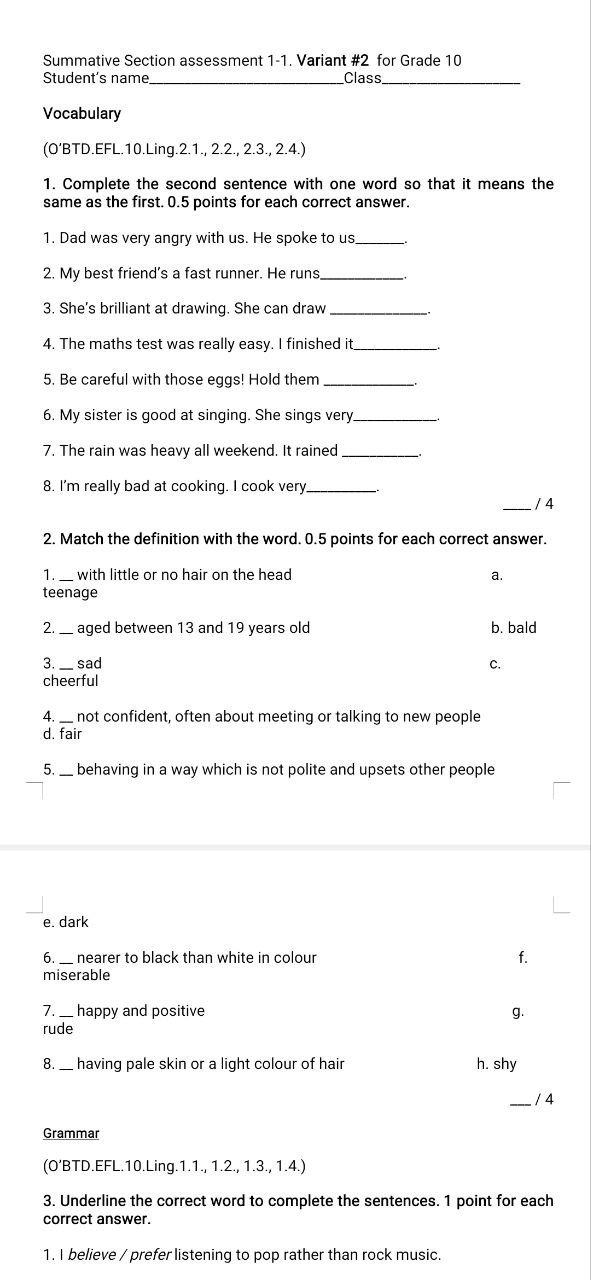 Summative Section assessment 1-1. Variant #2 for Grade 10
Student's name________________________Class__________________
Vocabulary
(O'BTD.EFL.10.Ling.2.1., 2.2., 2.3., 2.4.)
1. Complete the second sentence with one word so that it means the
same as the first. 0.5 points for each correct answer.
1. Dad was very angry with us. He spoke to us_______.
2. My best friend's a fast runner. He runs____________.
3. She's brilliant at drawing. She can draw ______________.
4. The maths test was really easy. I finished it____________.
5. Be careful with those eggs! Hold them _____________.
6. My sister is good at singing. She sings very____________.
7. The rain was heavy all weekend. It rained ___________.
8. I'm really bad at cooking. I cook very__________.
____ / 4
2. Match the definition with the word. 0.5 points for each correct answer.
1. __ with little or no hair on the head a.
teenage
2. __ aged between 13 and 19 years old b. bald
3. __ sad c.
cheerful
4. __ not confident, often about meeting or talking to new people
d. fair
5. __ behaving in a way which is not polite and upsets other people
e. dark
6. __ nearer to black than white in colour f.
miserable
7. __ happy and positive g.
rude
8. __ having pale skin or a light colour of hair h. shy
___ / 4
Grammar
(O'BTD.EFL.10.Ling.1.1., 1.2., 1.3., 1.4.)
3. Underline the correct word to complete the sentences. 1 point for each
correct answer.
1. I believe / prefer listening to pop rather than rock music.